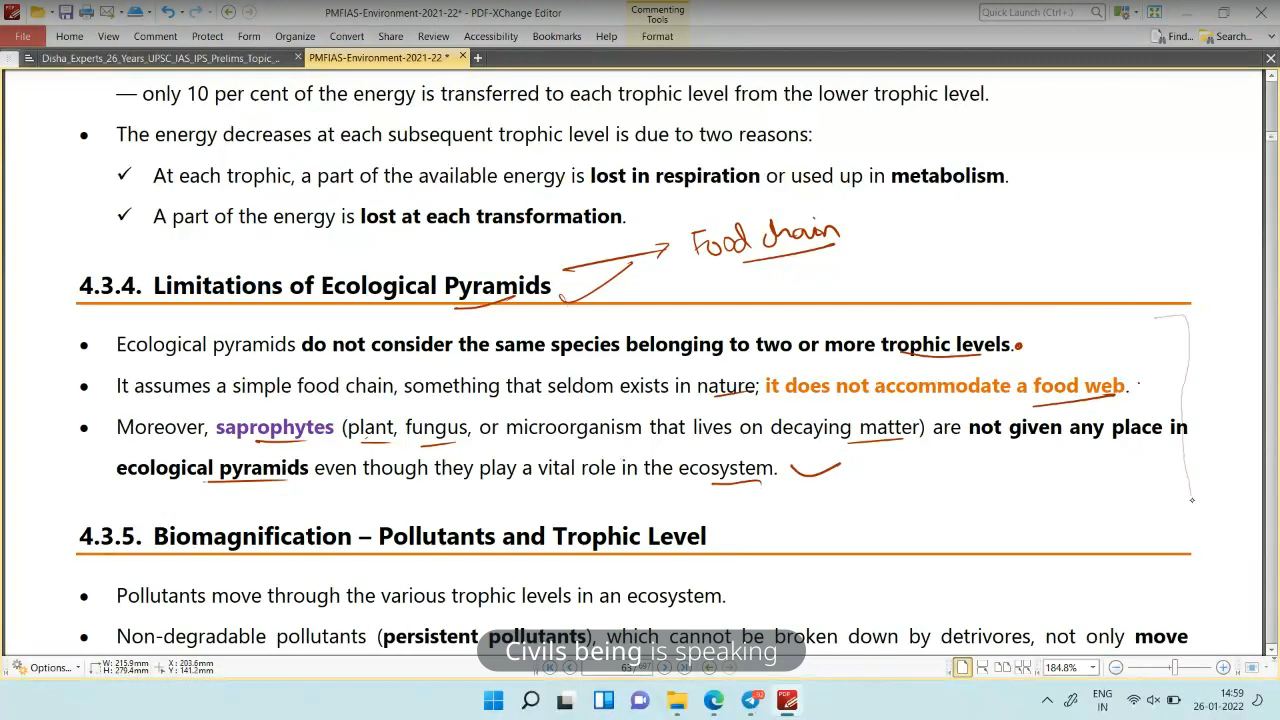 PMFIAS-Environment-2021-22* - PDF-XChange Editor
Commenting Tools
Quick Launch (Ctrl+.)
File Home View Comment Protect Form Organize Convert Share Review Accessibility Bookmarks Help Format Find... Search...
Disha_Experts_26_Years_UPSC_IAS_IPS_Prelims_Topic_... PMFIAS-Environment-2021-22 *
— only 10 per cent of the energy is transferred to each trophic level from the lower trophic level.
• The energy decreases at each subsequent trophic level is due to two reasons:
✓ At each trophic, a part of the available energy is lost in respiration or used up in metabolism.
✓ A part of the energy is lost at each transformation.
Food chain
4.3.4. Limitations of Ecological Pyramids
• Ecological pyramids do not consider the same species belonging to two or more trophic levels.
• It assumes a simple food chain, something that seldom exists in nature; it does not accommodate a food web.
• Moreover, saprophytes (plant, fungus, or microorganism that lives on decaying matter) are not given any place in
ecological pyramids even though they play a vital role in the ecosystem.
4.3.5. Biomagnification – Pollutants and Trophic Level
• Pollutants move through the various trophic levels in an ecosystem.
• Non-degradable pollutants (persistent pollutants), which cannot be broken down by detrivores, not only move
Civils being is speaking
Options... W: 215.9mm H: 279.4mm X: 203.6mm Y: 141.2mm 184.8%
ENG IN
14:59
26-01-2022